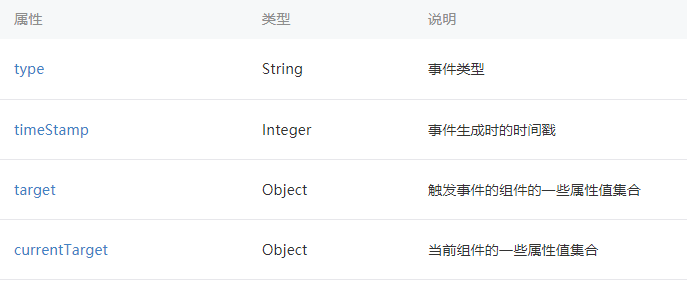 属性 类型 说明
type String 事件类型
timeStamp Integer 事件生成时的时间戳
target Object 触发事件的组件的一些属性值集合
currentTarget Object 当前组件的一些属性值集合